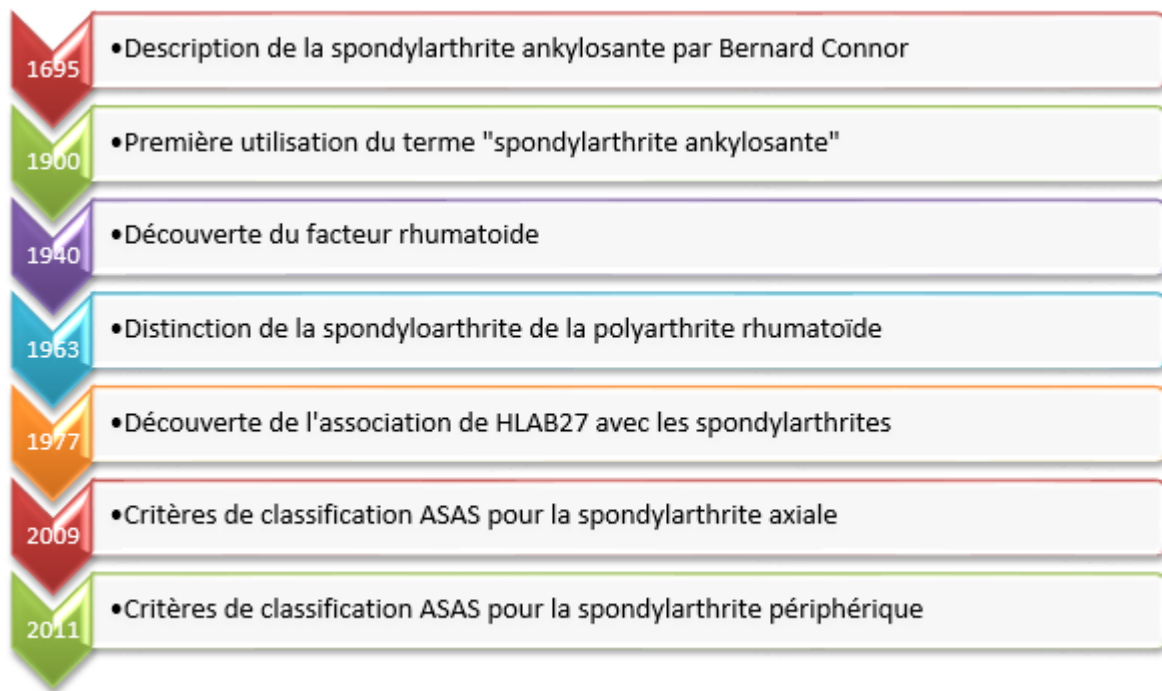 1695
•Description de la spondylarthrite ankylosante par Bernard Connor
1900
•Première utilisation du terme "spondylarthrite ankylosante"
1940
•Découverte du facteur rhumatoide
1963
•Distinction de la spondyloarthrite de la polyarthrite rhumatoïde
1977
•Découverte de l'association de HLAB27 avec les spondylarthrites
2009
•Critères de classification ASAS pour la spondylarthrite axiale
2011
•Critères de classification ASAS pour la spondylarthrite périphérique